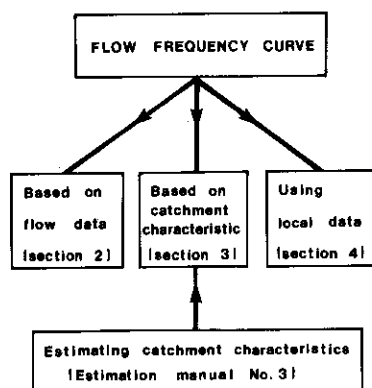 FLOW FREQUENCY CURVE
Based on
flow data
(section 2)
Based on
catchment
characteristic
(section 3)
Using
local data
(section 4)
Estimating catchment characteristics
(Estimation manual No.3)